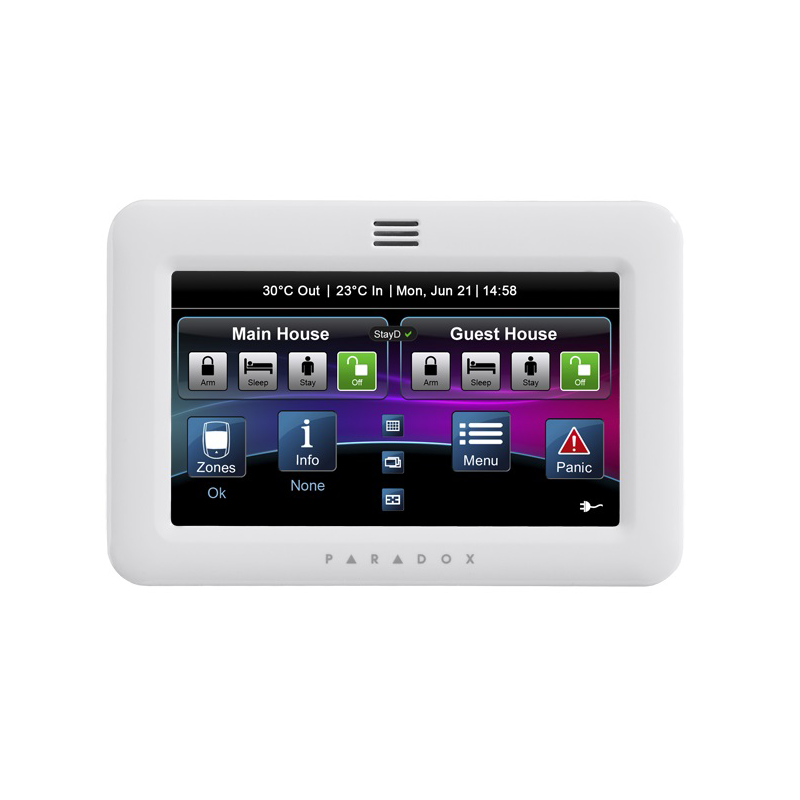 30°C Out | 23°C In | Mon, Jun 21 | 14:58
Main House StayD Guest House
Arm Sleep Stay Off Arm Sleep Stay Off
Zones Info Menu Panic
Ok None
PARADOX